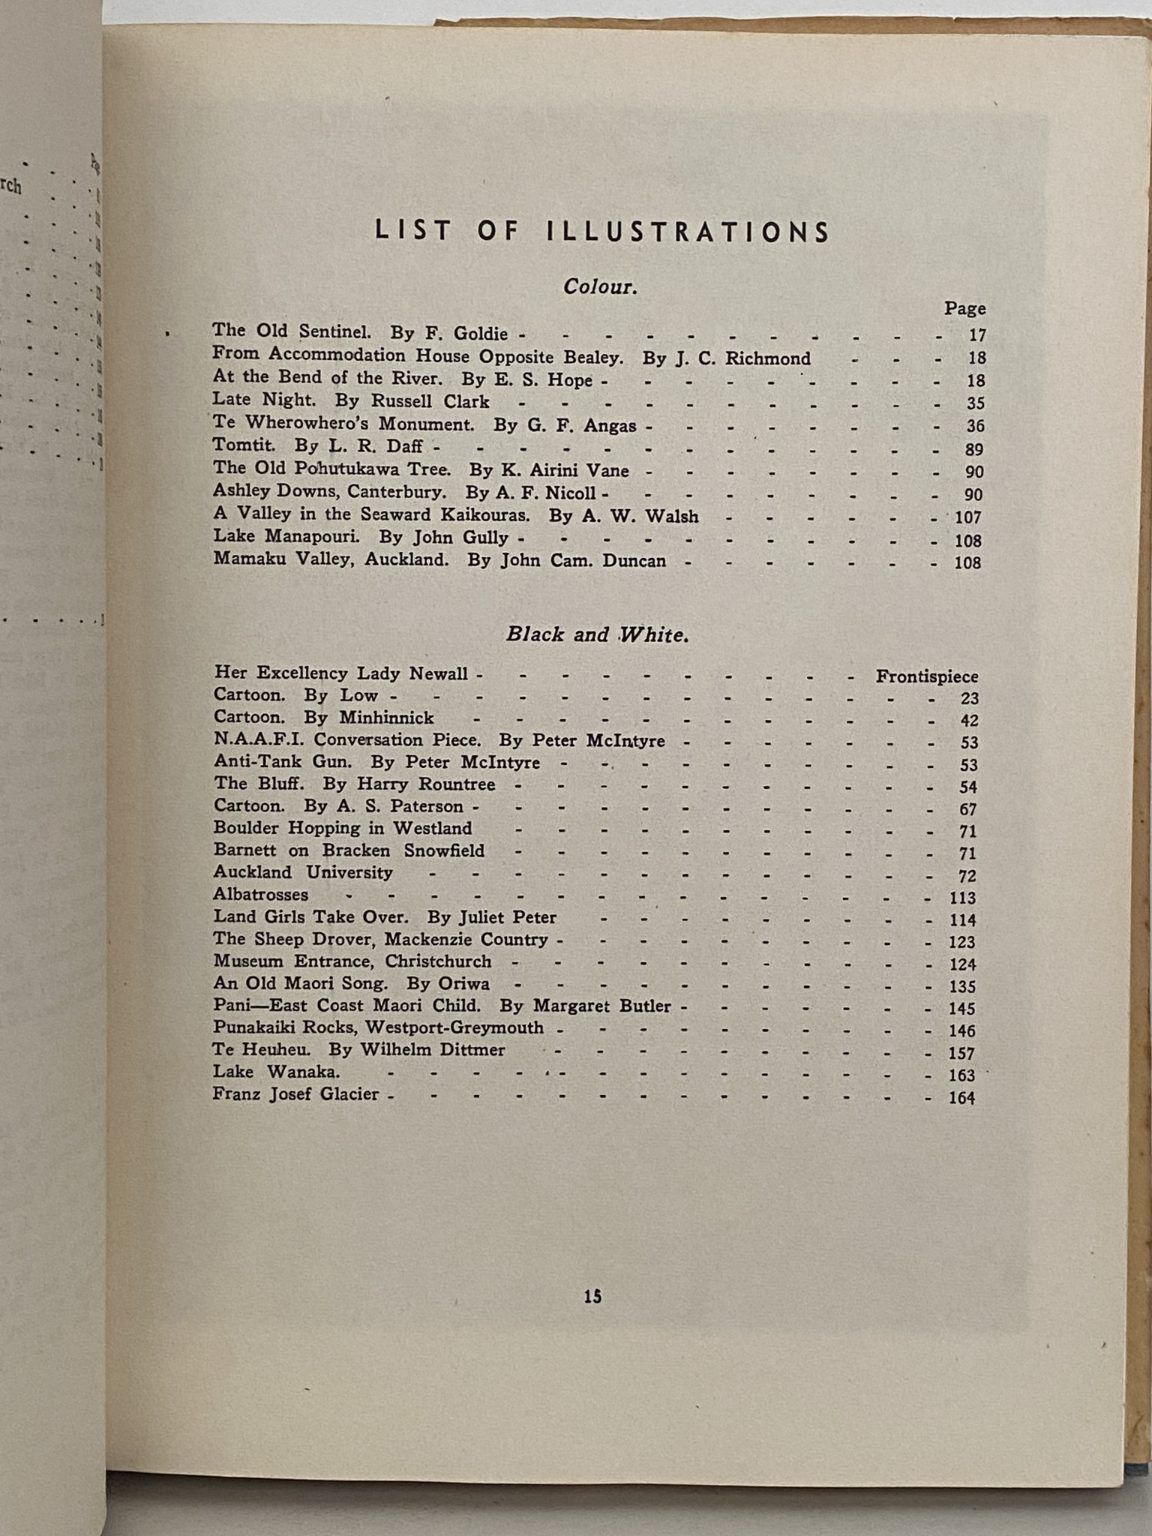 rch
LIST OF ILLUSTRATIONS
Colour.
Page
The Old Sentinel. By F. Goldie - - - - - - - - - - - 17
From Accommodation House Opposite Bealey. By J. C. Richmond - - - 18
At the Bend of the River. By E. S. Hope - - - - - - - - - 18
Late Night. By Russell Clark - - - - - - - - - - - 35
Te Wherowhero's Monument. By G. F. Angas - - - - - - - - 36
Tomtit. By L. R. Daff - - - - - - - - - - - - - 89
The Old Pohutukawa Tree. By K. Airini Vane - - - - - - - - 90
Ashley Downs, Canterbury. By A. F. Nicoll - - - - - - - - - 90
A Valley in the Seaward Kaikouras. By A. W. Walsh - - - - - - 107
Lake Manapouri. By John Gully - - - - - - - - - - - 108
Mamaku Valley, Auckland. By John Cam. Duncan - - - - - - - 108
Black and White.
Her Excellency Lady Newall - - - - - - - - - - Frontispiece
Cartoon. By Low - - - - - - - - - - - - - - 23
Cartoon. By Minhinnick - - - - - - - - - - - - 42
N.A.A.F.I. Conversation Piece. By Peter McIntyre - - - - - - - 53
Anti-Tank Gun. By Peter McIntyre - - - - - - - - - - 53
The Bluff. By Harry Rountree - - - - - - - - - - - 54
Cartoon. By A. S. Paterson - - - - - - - - - - - - 67
Boulder Hopping in Westland - - - - - - - - - - - 71
Barnett on Bracken Snowfield - - - - - - - - - - - 71
Auckland University - - - - - - - - - - - - - 72
Albatrosses - - - - - - - - - - - - - - - 113
Land Girls Take Over. By Juliet Peter - - - - - - - - - 114
The Sheep Drover, Mackenzie Country - - - - - - - - - - 123
Museum Entrance, Christchurch - - - - - - - - - - - 124
An Old Maori Song. By Oriwa - - - - - - - - - - - 135
Pani—East Coast Maori Child. By Margaret Butler - - - - - - - 145
Punakaiki Rocks, Westport-Greymouth - - - - - - - - - - 146
Te Heuheu. By Wilhelm Dittmer - - - - - - - - - - 157
Lake Wanaka. - - - - - - - - - - - - - - 163
Franz Josef Glacier - - - - - - - - - - - - - - 164
15